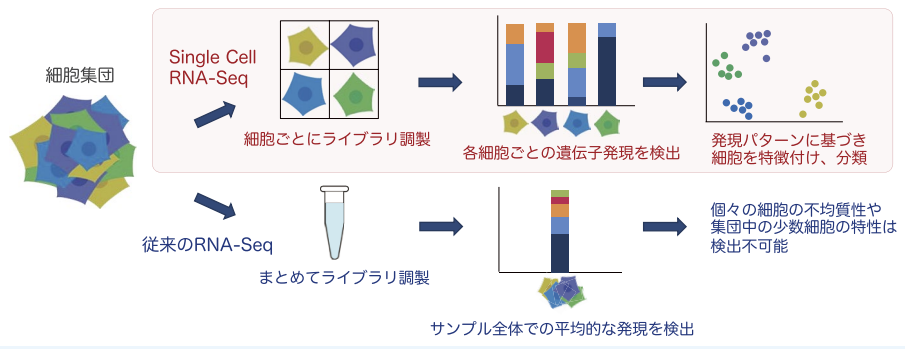 細胞集団
Single Cell
RNA-Seq
細胞ごとにライブラリ調製
各細胞ごとの遺伝子発現を検出
発現パターンに基づき
細胞を特徴付け、分類
従来のRNA-Seq
まとめてライブラリ調製
サンプル全体での平均的な発現を検出
個々の細胞の不均質性や
集団中の少数細胞の特性は
検出不可能